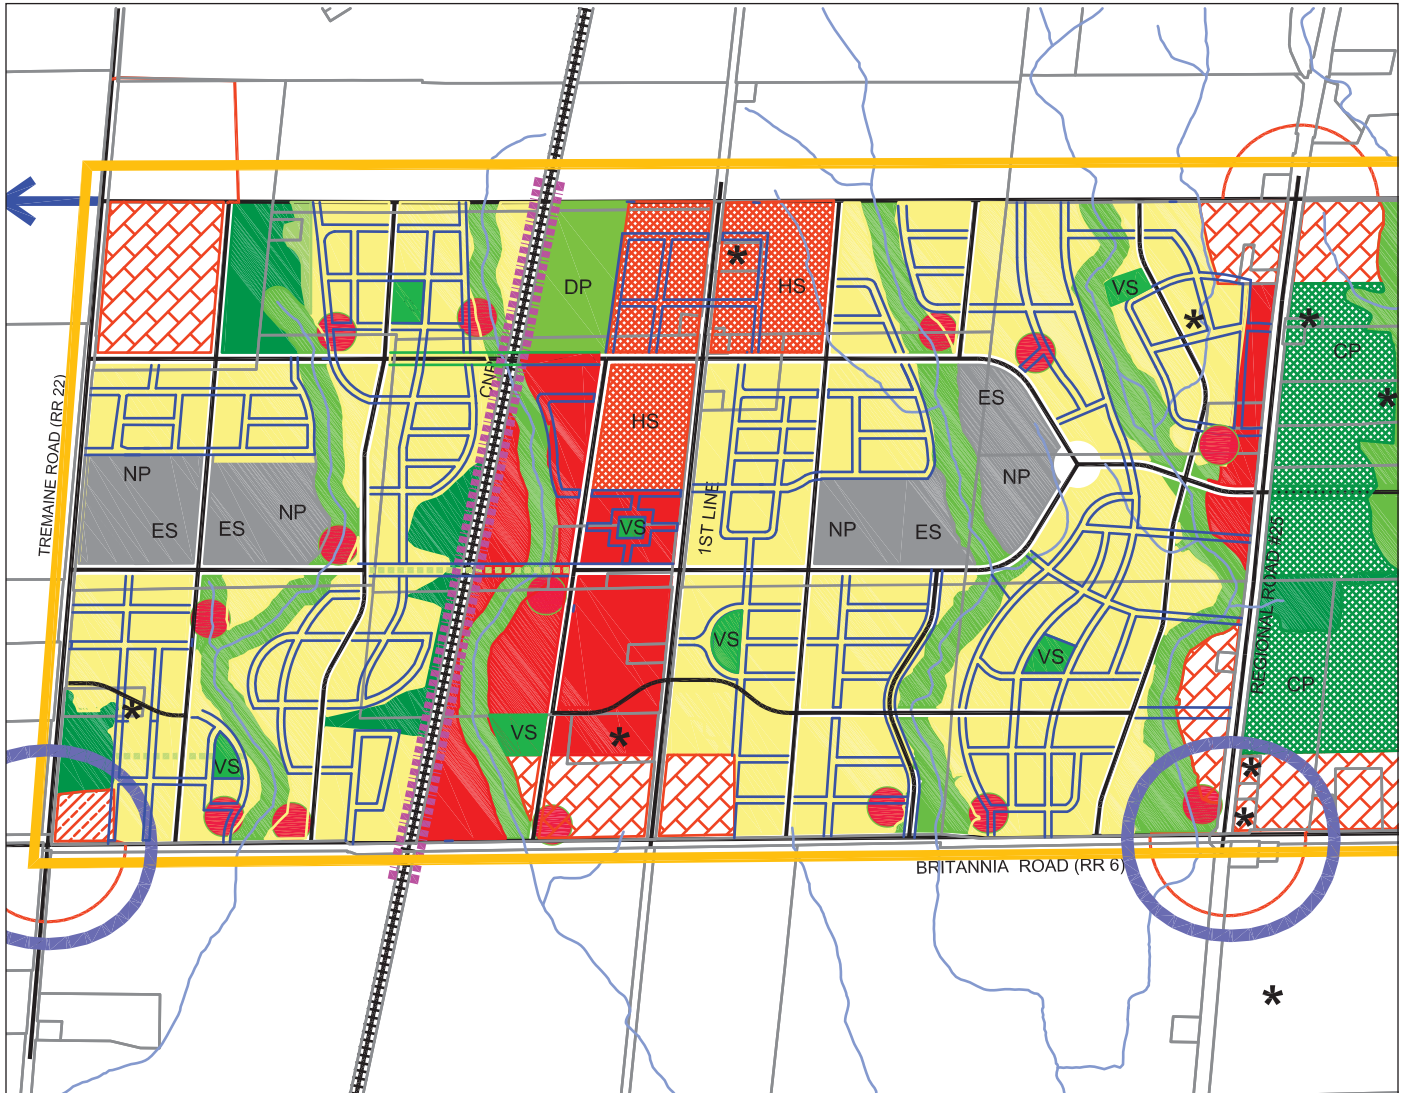 DP
HS
VS
CP
CNR
ES
HS
TREMAINE ROAD (RR 22)
NP
NP
ES
ES
NP
1ST LINE
VS
NP
ES
REGIONAL ROAD #25
VS
VS
CP
VS
VS
BRITANNIA ROAD (RR 6)